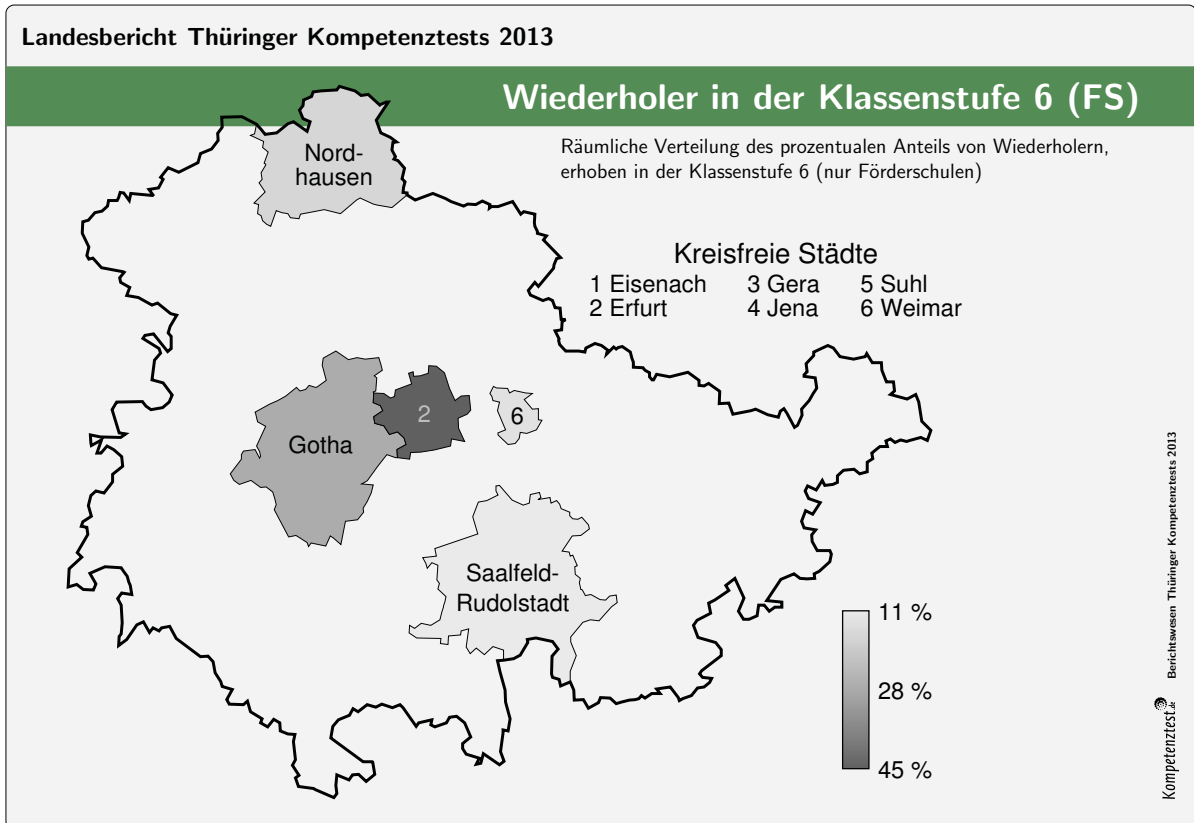 Landesbericht Thüringer Kompetenztests 2013
Wiederholer in der Klassenstufe 6 (FS)
Räumliche Verteilung des prozentualen Anteils von Wiederholern,
erhoben in der Klassenstufe 6 (nur Förderschulen)
Nord-
hausen
Kreisfreie Städte
1 Eisenach 3 Gera 5 Suhl
2 Erfurt 4 Jena 6 Weimar
Gotha
2
6
Saalfeld-
Rudolstadt
11 %
28 %
45 %
Kompetenztest.de
Berichtswesen Thüringer Kompetenztests 2013